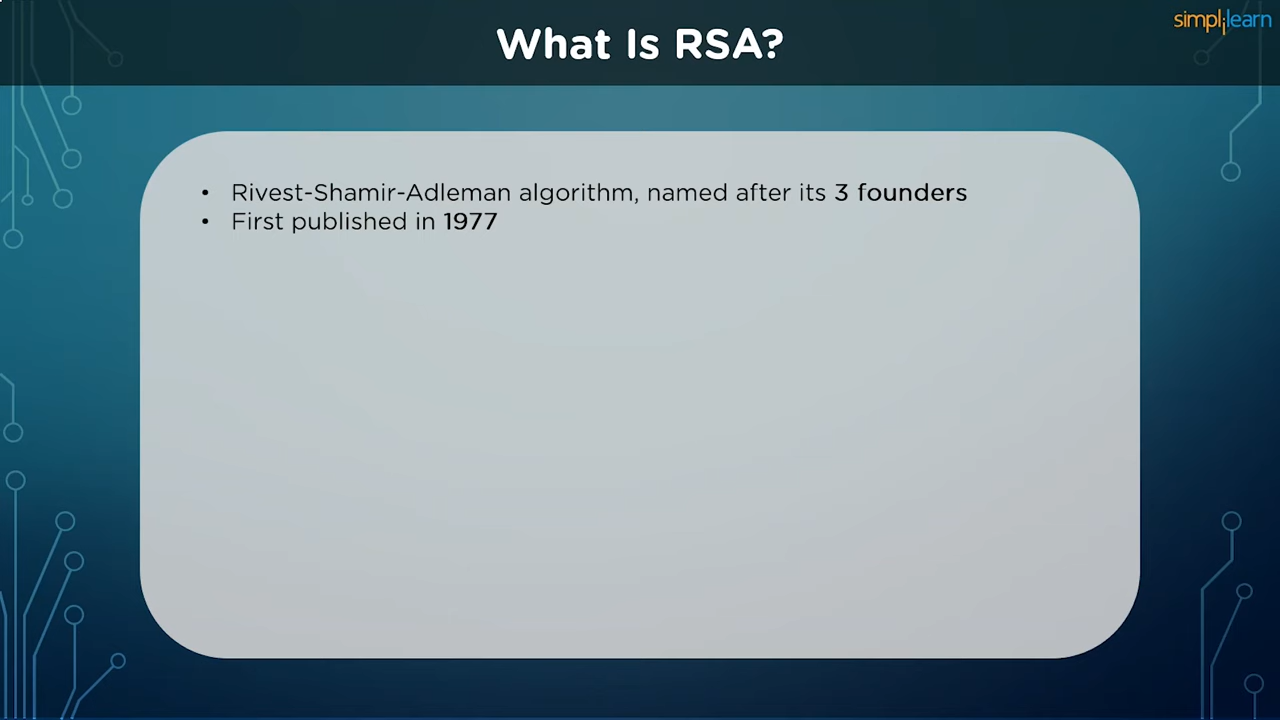 What Is RSA?
simplilearn
• Rivest-Shamir-Adleman algorithm, named after its 3 founders
• First published in 1977